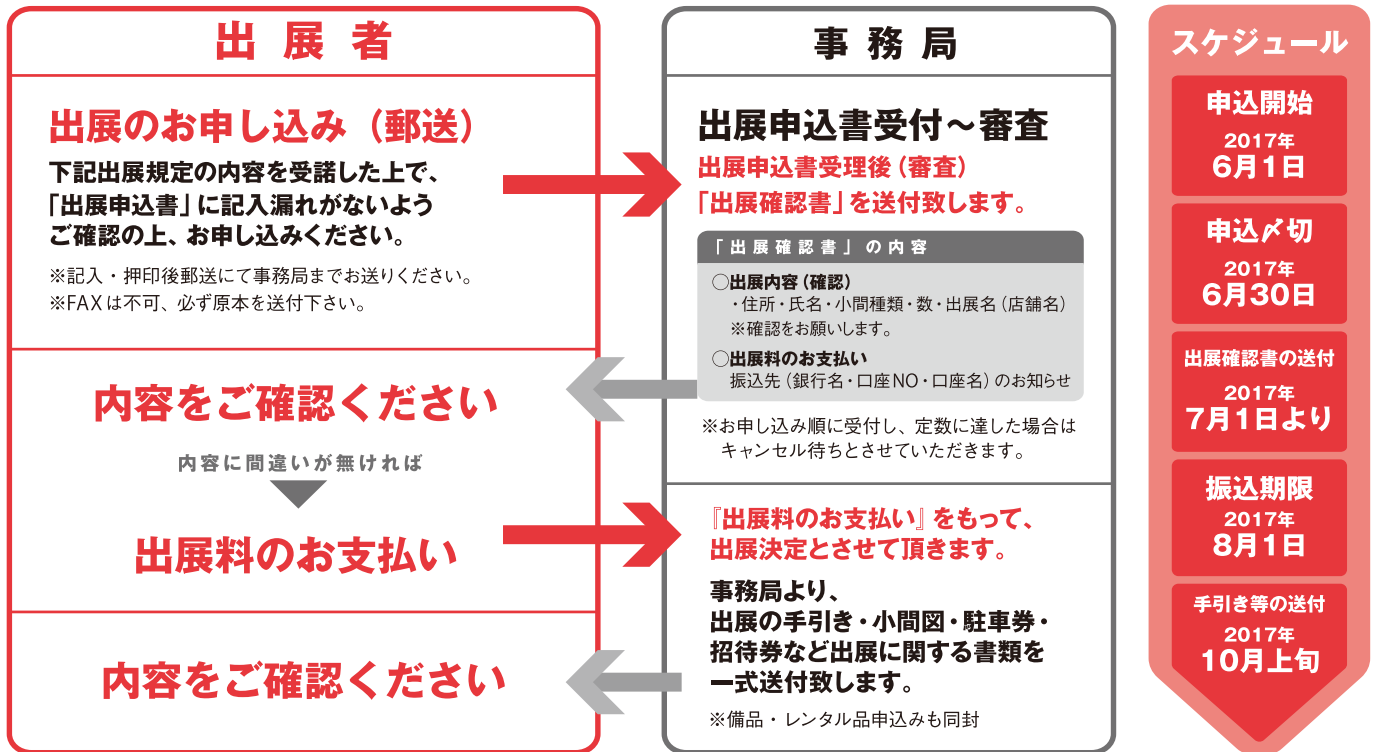 出展者
出展のお申し込み（郵送）
下記出展規定の内容を受諾した上で、
「出展申込書」に記入漏れがないよう
ご確認の上、お申し込みください。
※記入・押印後郵送にて事務局までお送りください。
※FAXは不可、必ず原本を送付下さい。
内容をご確認ください
内容に間違いが無ければ
出展料のお支払い
内容をご確認ください
事務局
出展申込書受付～審査
出展申込書受理後（審査）
「出展確認書」を送付致します。
「出展確認書」の内容
○出展内容（確認）
・住所・氏名・小間種類・数・出展名（店舗名）
※確認をお願いします。
○出展料のお支払い
振込先（銀行名・口座NO・口座名）のお知らせ
※お申し込み順に受付し、定数に達した場合は
キャンセル待ちとさせていただきます。
『出展料のお支払い』をもって、
出展決定とさせて頂きます。
事務局より、
出展の手引き・小間図・駐車券・
招待券など出展に関する書類を
一式送付致します。
※備品・レンタル品申込みも同封
スケジュール
申込開始
2017年
6月1日
申込〆切
2017年
6月30日
出展確認書の送付
2017年
7月1日より
振込期限
2017年
8月1日
手引き等の送付
2017年
10月上旬